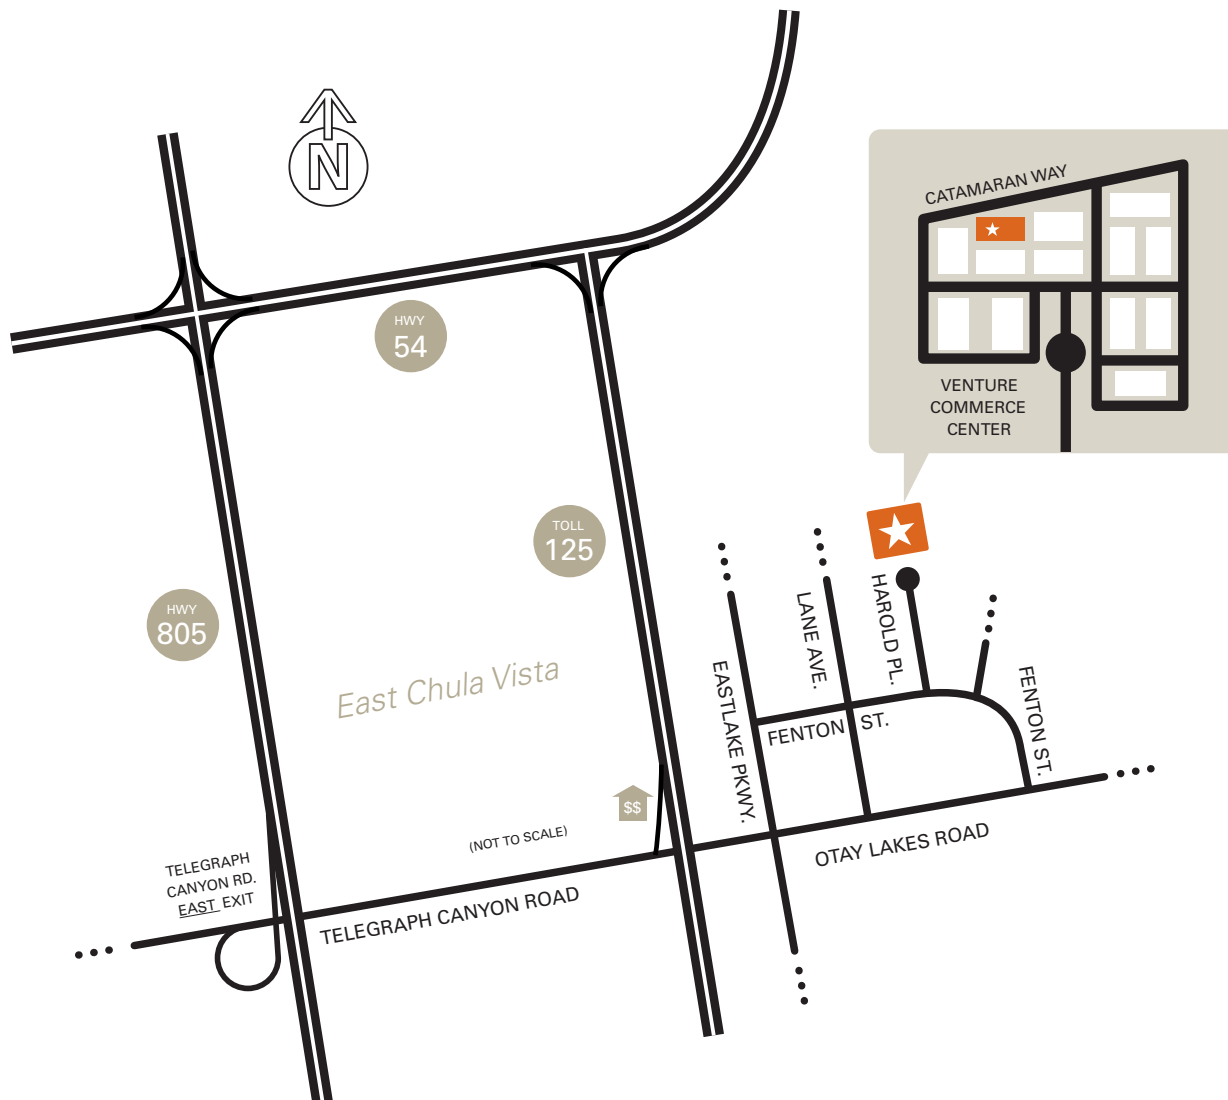 N
CATAMARAN WAY
VENTURE
COMMERCE
CENTER
HWY
54
TOLL
125
HWY
805
East Chula Vista
LANE AVE.
HAROLD PL.
EASTLAKE PKWY.
FENTON ST.
FENTON ST.
$$
(NOT TO SCALE)
OTAY LAKES ROAD
TELEGRAPH
CANYON RD.
EAST EXIT
TELEGRAPH CANYON ROAD